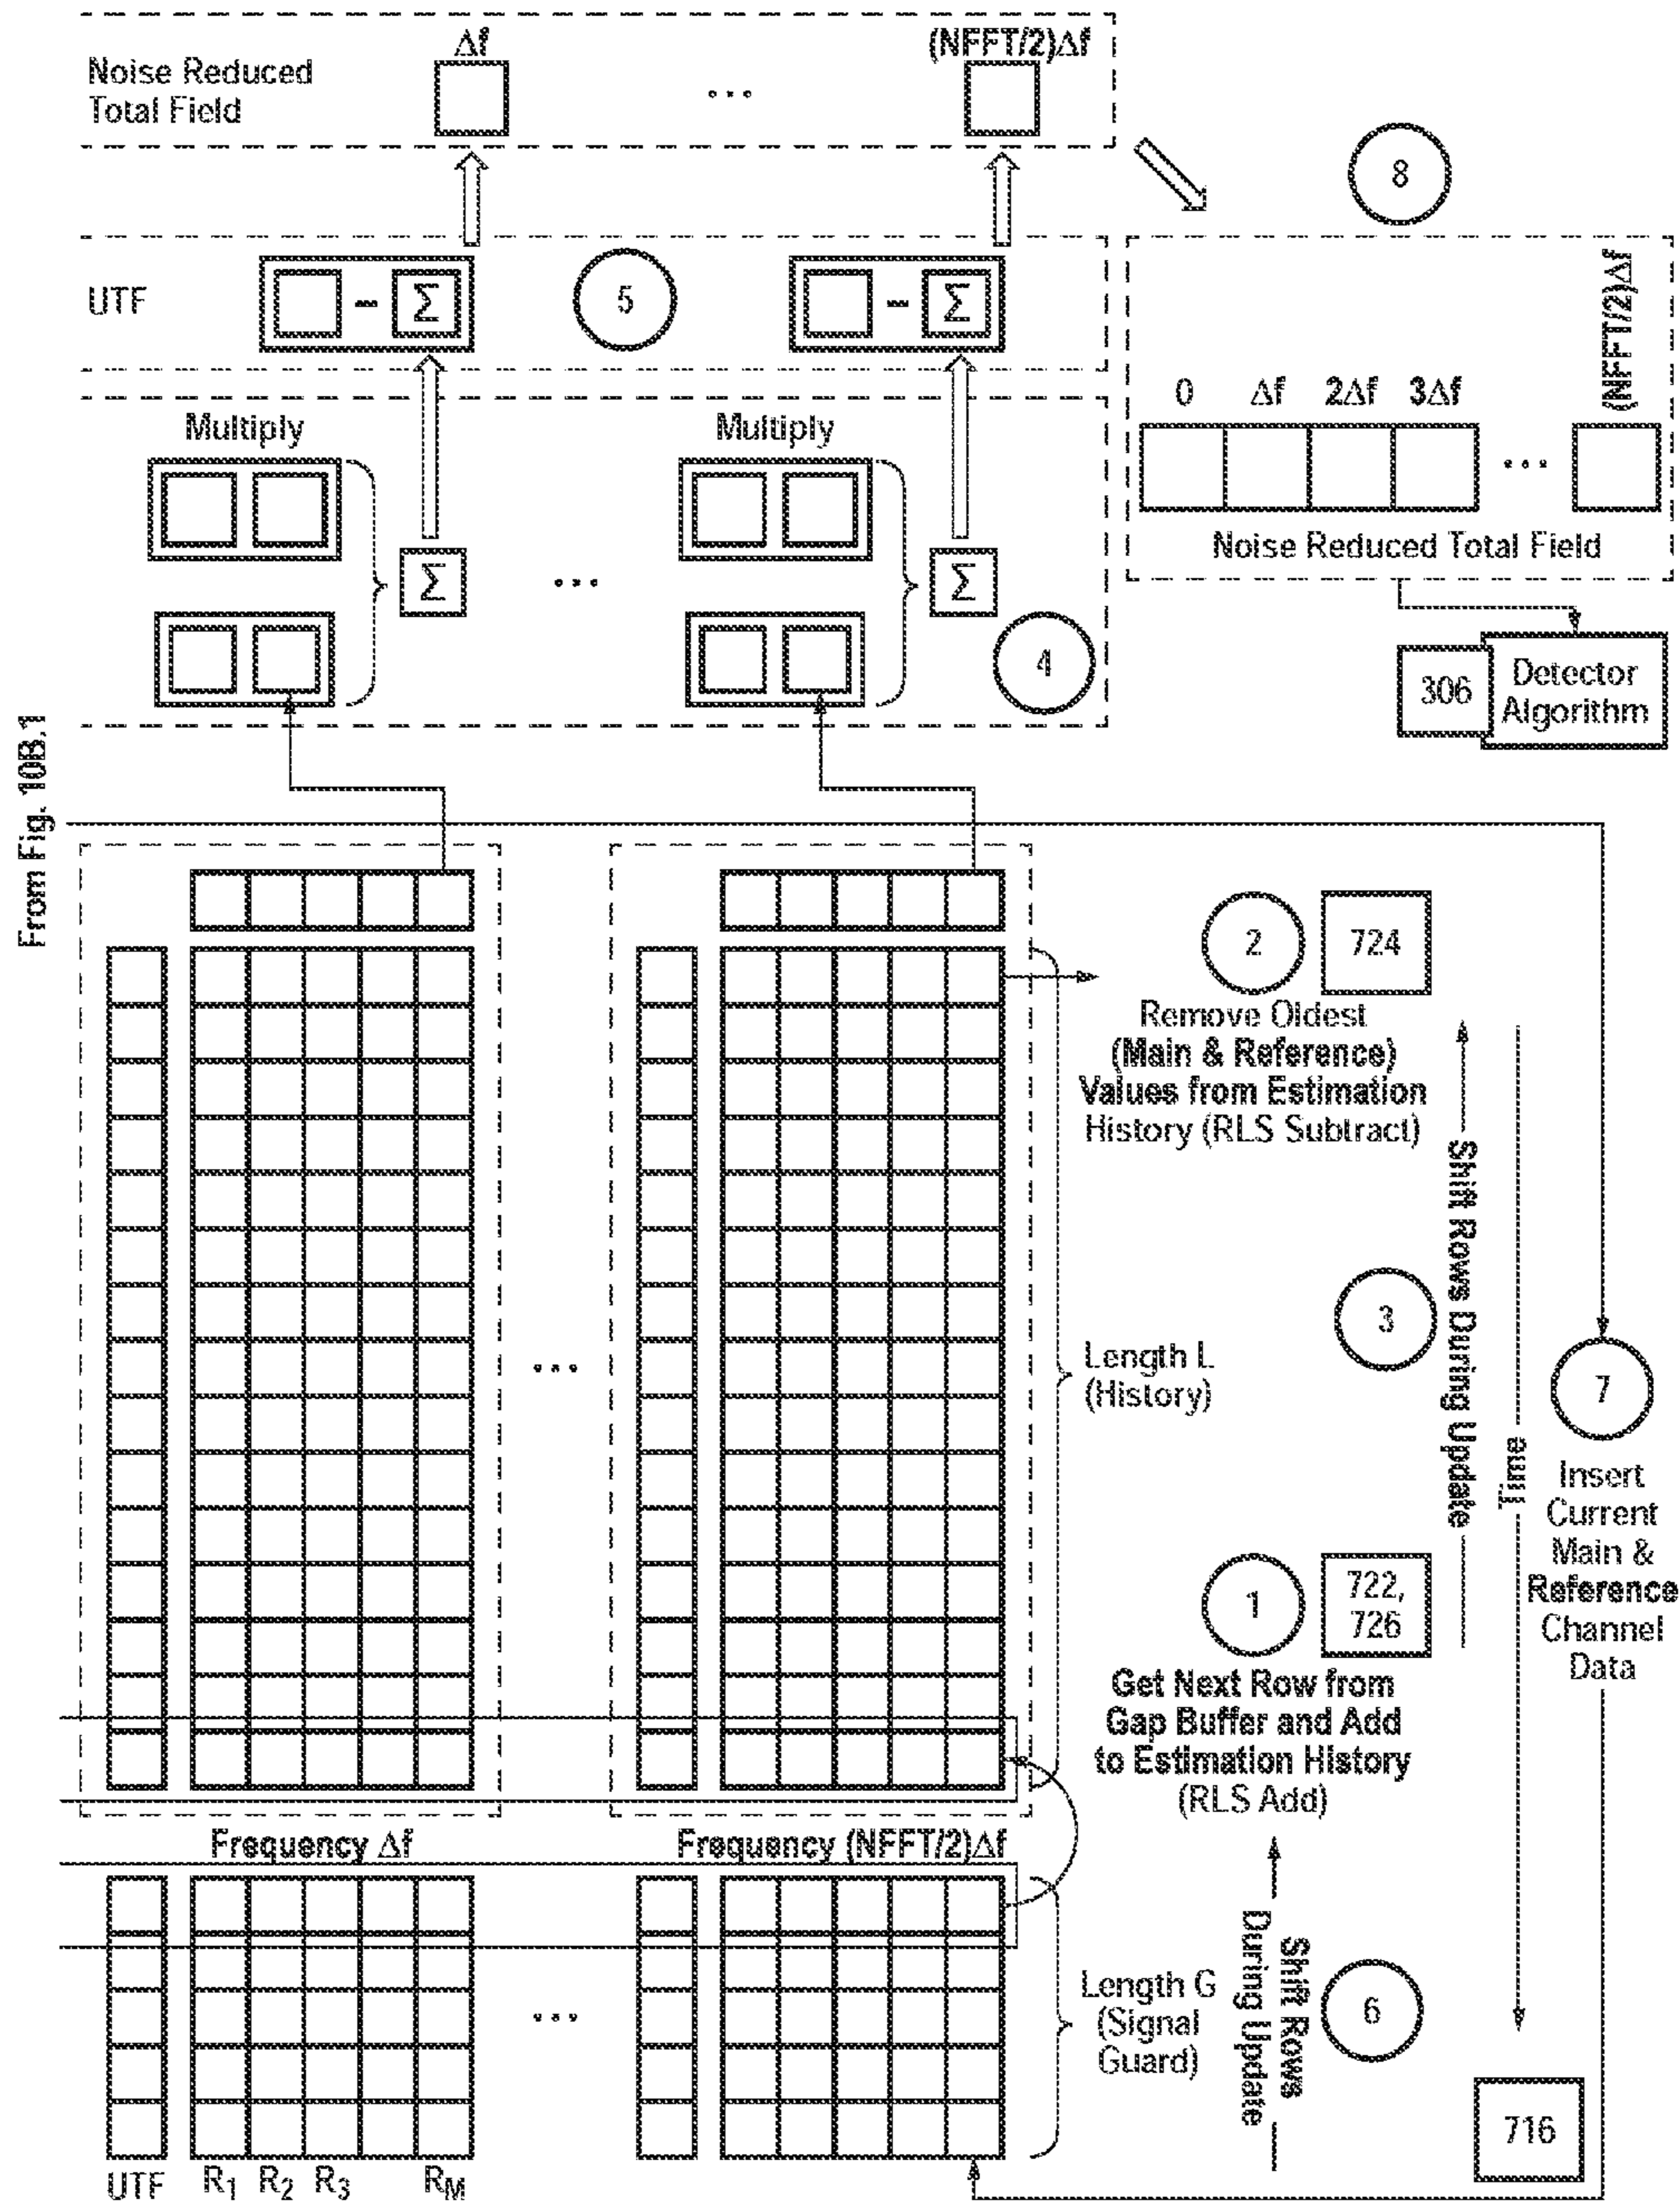 Noise Reduced
Total Field
Δf
...
(NFFT/2)Δf
8
UTF
- Σ
5
- Σ
0 Δf 2Δf 3Δf ... (NFFT/2)Δf
Noise Reduced Total Field
Multiply
Multiply
Σ
...
Σ
4
306
Detector
Algorithm
From Fig. 10B.1
2
724
Remove Oldest
(Main & Reference)
Values from Estimation
History (RLS Subtract)
Shift Rows During Update
3
Time
7
Insert
Current
Main &
Reference
Channel
Data
...
Length L
(History)
1
722,
726
Get Next Row from
Gap Buffer and Add
to Estimation History
(RLS Add)
Frequency Δf
Frequency (NFFT/2)Δf
...
Length G
(Signal
Guard)
Shift Rows
During Update
6
716
UTF R1 R2 R3 RM